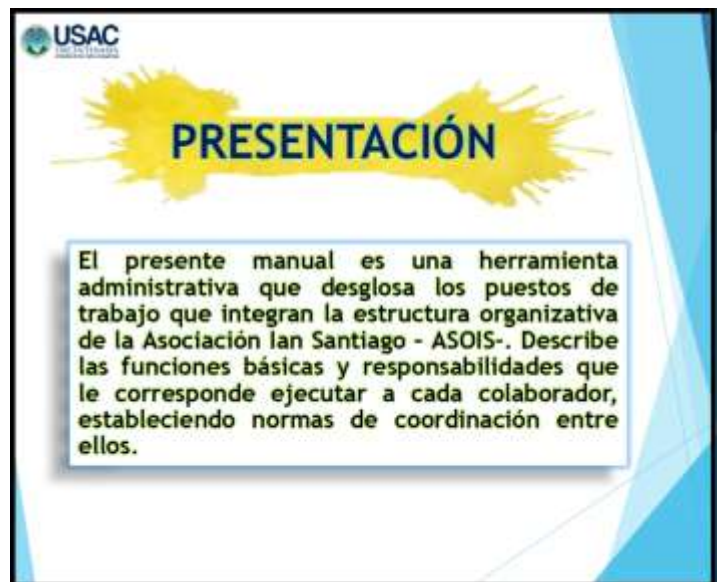 USAC
PRESENTACIÓN
El presente manual es una herramienta
administrativa que desglosa los puestos de
trabajo que integran la estructura organizativa
de la Asociación Ian Santiago - ASOIS-. Describe
las funciones básicas y responsabilidades que
le corresponde ejecutar a cada colaborador,
estableciendo normas de coordinación entre
ellos.